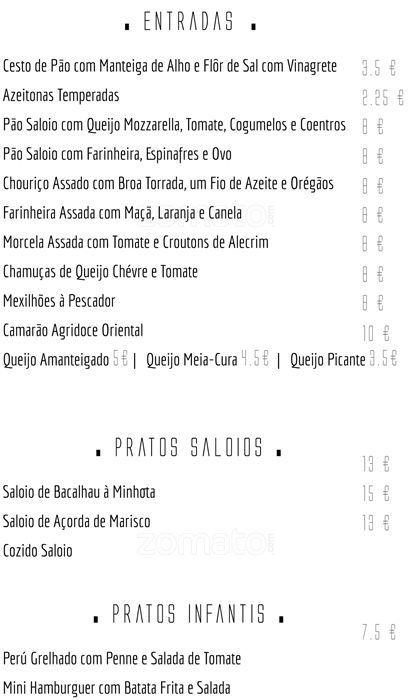 . ENTRADAS .
Cesto de Pão com Manteiga de Alho e Flôr de Sal com Vinagrete 3.5 €
Azeitonas Temperadas 2.25 €
Pão Saloio com Queijo Mozzarella, Tomate, Cogumelos e Coentros 8 €
Pão Saloio com Farinheira, Espinafres e Ovo 8 €
Chouriço Assado com Broa Torrada, um Fio de Azeite e Orégãos 8 €
Farinheira Assada com Maçã, Laranja e Canela 8 €
Morcela Assada com Tomate e Croutons de Alecrim 8 €
Chamuças de Queijo Chévre e Tomate 8 €
Mexilhões à Pescador 8 €
Camarão Agridoce Oriental 10 €
Queijo Amanteigado 5€ | Queijo Meia-Cura 4.5€ | Queijo Picante 3.5€
. PRATOS SALOIOS .
13 €
Saloio de Bacalhau à Minhota 15 €
Saloio de Açorda de Marisco 13 €
Cozido Saloio
zomato.com
. PRATOS INFANTIS .
7.5 €
Perú Grelhado com Penne e Salada de Tomate
Mini Hamburguer com Batata Frita e Salada